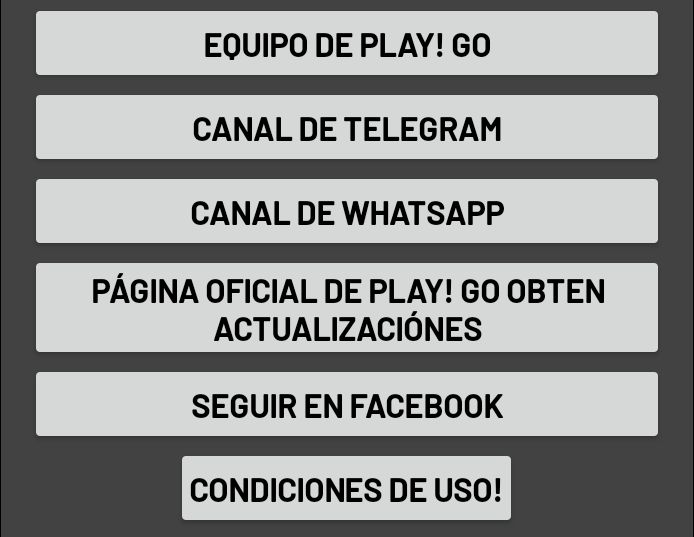 EQUIPO DE PLAY! GO
CANAL DE TELEGRAM
CANAL DE WHATSAPP
PÁGINA OFICIAL DE PLAY! GO OBTEN
ACTUALIZACIÓNES
SEGUIR EN FACEBOOK
CONDICIONES DE USO!